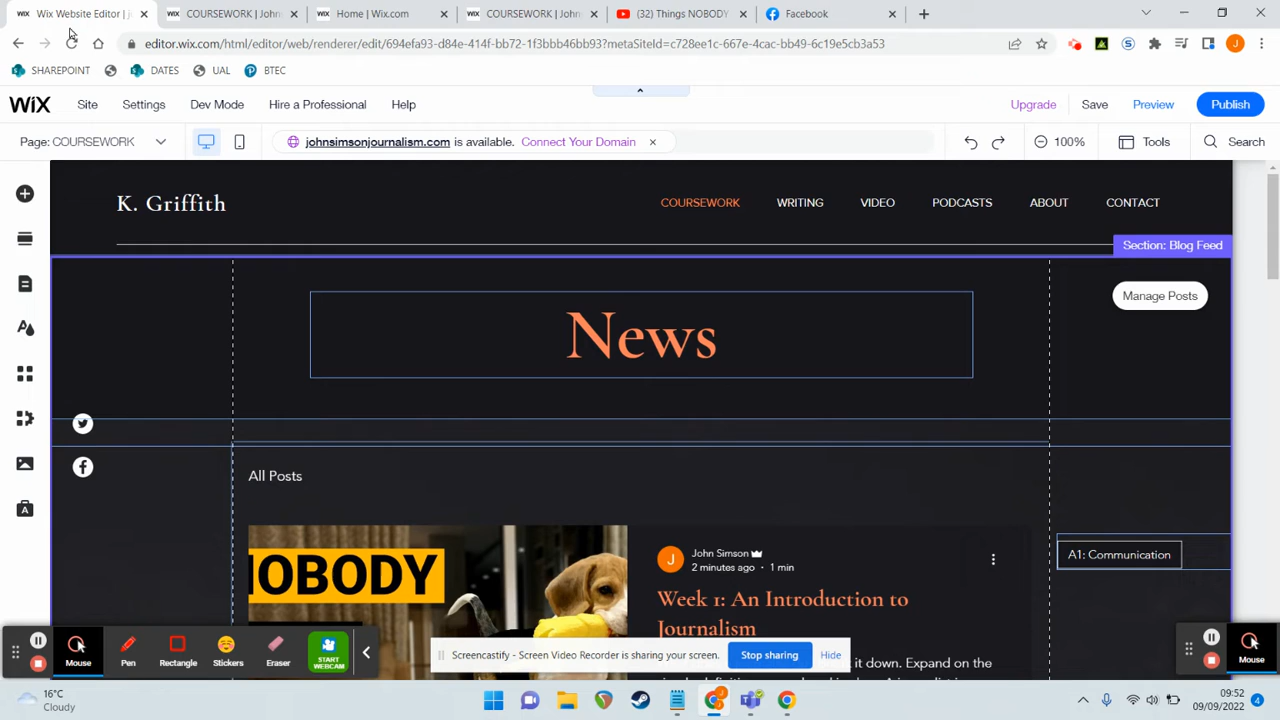 Wix Website Editor | j
COURSEWORK | John
Home | Wix.com
COURSEWORK | John
(32) Things NOBODY
Facebook
editor.wix.com/html/editor/web/renderer/edit/694efa93-d84e-414f-bb72-1f3bbb46bb93?metaSiteId=c728ee1c-067e-4cac-bb49-6c19e5cb3a53
SHAREPOINT
DATES
UAL
BTEC
WiX
Site
Settings
Dev Mode
Hire a Professional
Help
Upgrade
Save
Preview
Publish
Page: COURSEWORK
johnsimsonjournalism.com is available. Connect Your Domain
100%
Tools
Search
K. Griffith
COURSEWORK
WRITING
VIDEO
PODCASTS
ABOUT
CONTACT
Section: Blog Feed
Manage Posts
News
All Posts
NOBODY
John Simson
2 minutes ago
1 min
A1: Communication
Week 1: An Introduction to
Journalism
it down. Expand on the
Mouse
Pen
Rectangle
Stickers
START
WEBCAM
Eraser
Screencastify - Screen Video Recorder is sharing your screen.
Stop sharing
Hide
Mouse
16°C
Cloudy
09:52
09/09/2022
4